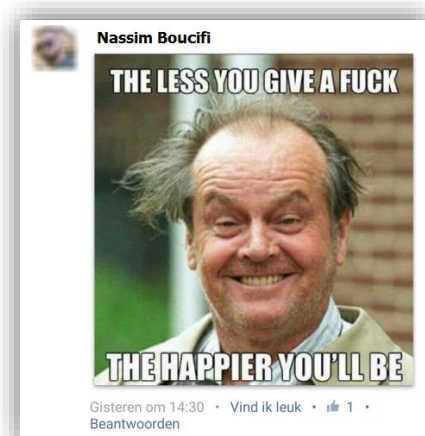 Nassim Boucifi
THE LESS YOU GIVE A FUCK
THE HAPPIER YOU'LL BE
Gisteren om 14:30 • Vind ik leuk • 1 •
Beantwoorden